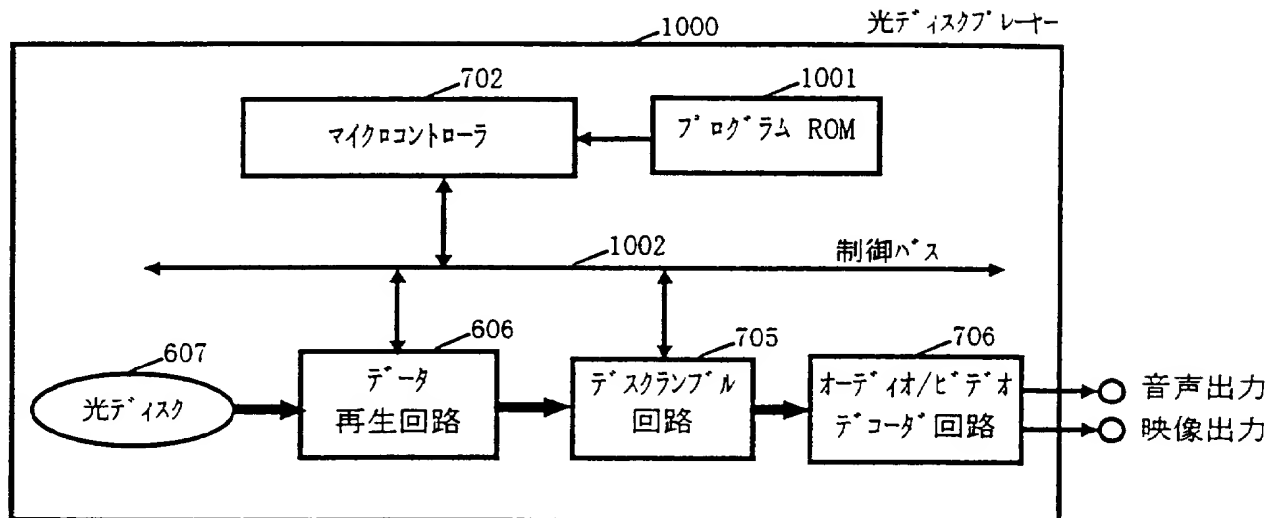 光ディスクプレーヤー
1000
702
マイクロコントローラ
1001
プログラム ROM
1002
制御バス
607
光ディスク
606
データ
再生回路
705
デスクランブル
回路
706
オーディオ/ビデオ
デコーダ回路
音声出力
映像出力